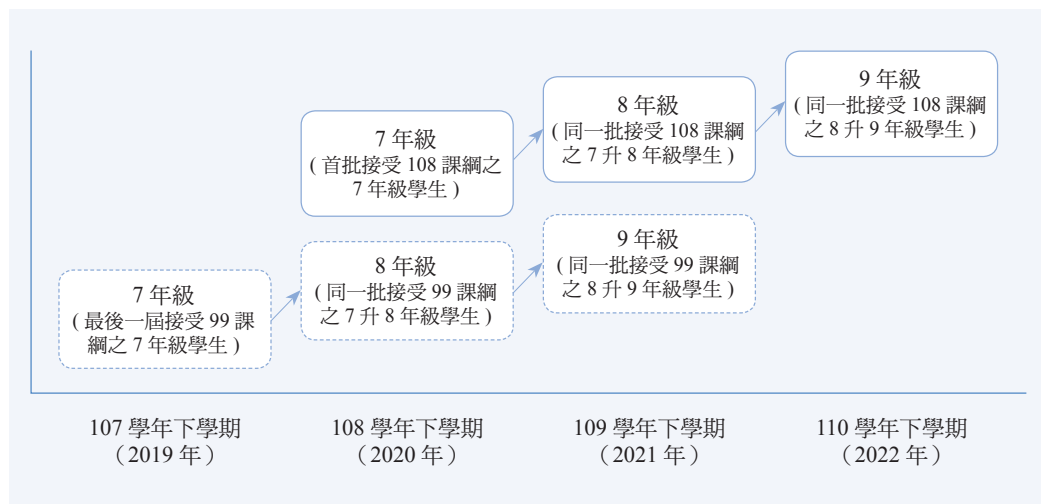 9 年級
( 同一批接受 108 課綱
之 8 升 9 年級學生 )
8 年級
( 同一批接受 108 課綱
之 7 升 8 年級學生 )
7 年級
( 首批接受 108 課綱之
7 年級學生 )
9 年級
( 同一批接受 99 課綱
之 8 升 9 年級學生 )
8 年級
( 同一批接受 99 課綱
之 7 升 8 年級學生 )
7 年級
( 最後一屆接受 99 課
綱之 7 年級學生 )
107 學年下學期
（2019 年）
108 學年下學期
（2020 年）
109 學年下學期
（2021 年）
110 學年下學期
（2022 年）